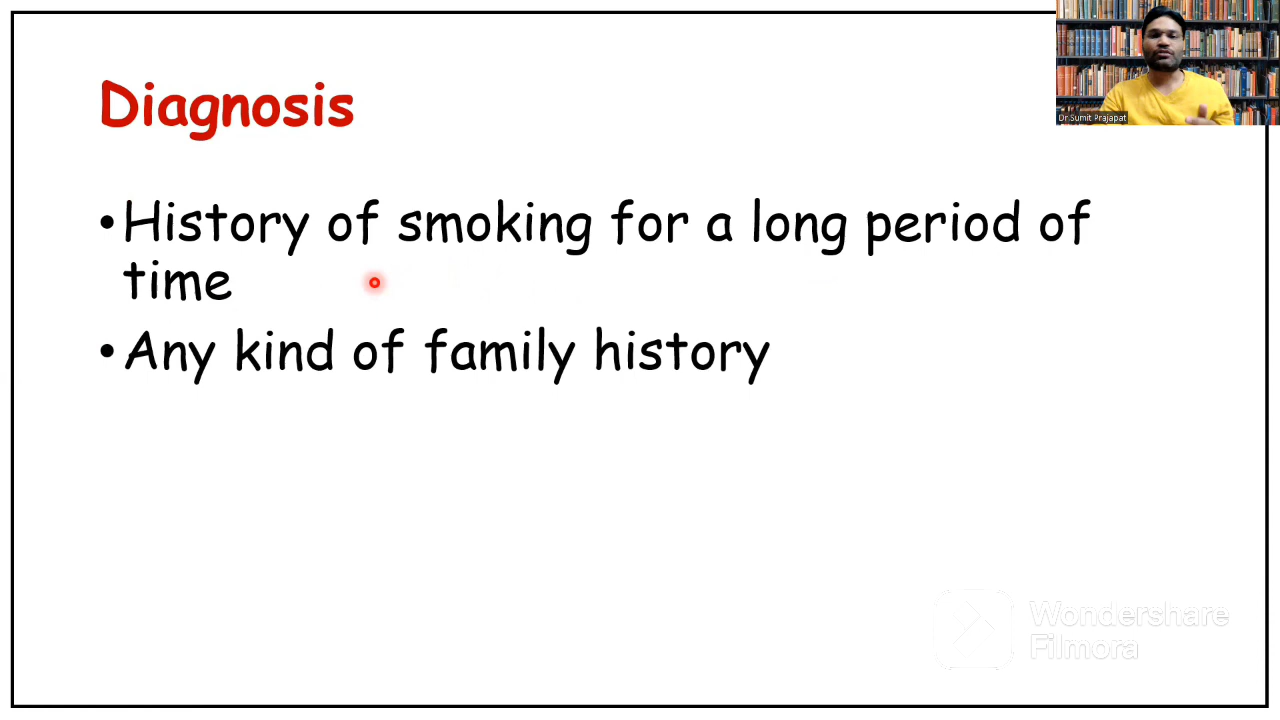 Diagnosis
Dr.Sumit Prajapat
•History of smoking for a long period of
time
•Any kind of family history
Wondershare
Filmora